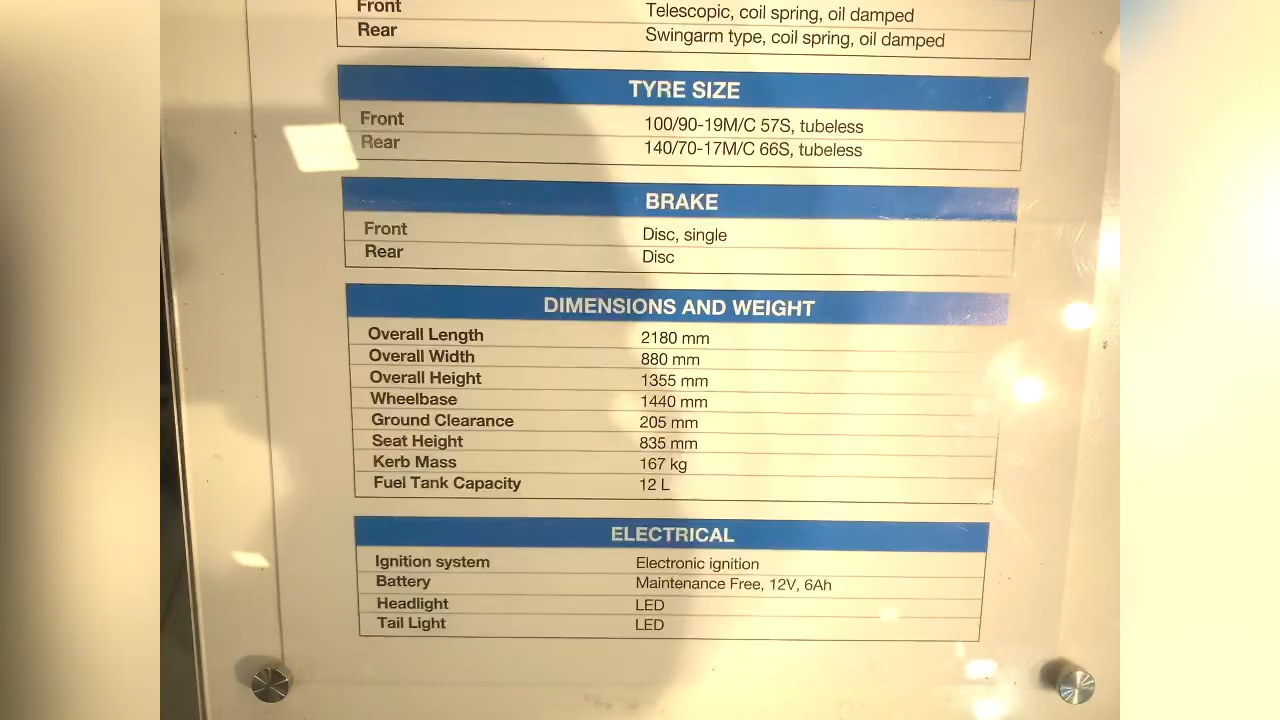 Front Telescopic, coil spring, oil damped
Rear Swingarm type, coil spring, oil damped
TYRE SIZE
Front 100/90-19M/C 57S, tubeless
Rear 140/70-17M/C 66S, tubeless
BRAKE
Front Disc, single
Rear Disc
DIMENSIONS AND WEIGHT
Overall Length 2180 mm
Overall Width 880 mm
Overall Height 1355 mm
Wheelbase 1440 mm
Ground Clearance 205 mm
Seat Height 835 mm
Kerb Mass 167 kg
Fuel Tank Capacity 12 L
ELECTRICAL
Ignition system Electronic ignition
Battery Maintenance Free, 12V, 6Ah
Headlight LED
Tail Light LED